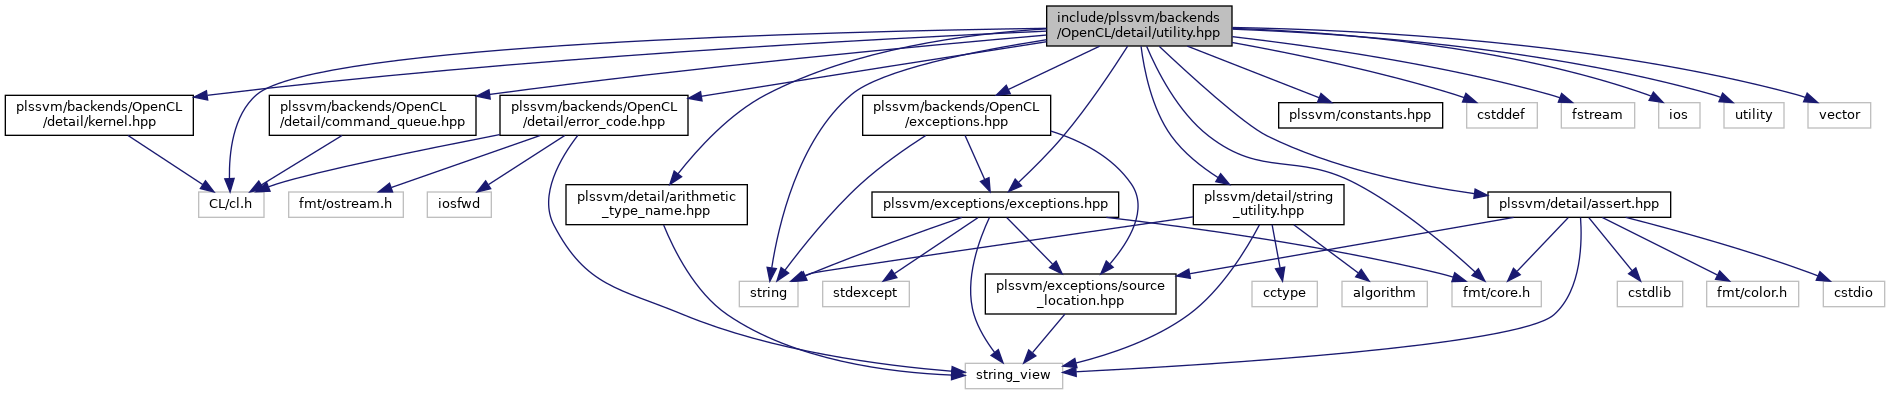 include/plssvm/backends
/OpenCL/detail/utility.hpp
plssvm/backends/OpenCL
/detail/kernel.hpp
plssvm/backends/OpenCL
/detail/command_queue.hpp
plssvm/backends/OpenCL
/detail/error_code.hpp
plssvm/backends/OpenCL
/exceptions.hpp
plssvm/constants.hpp
cstddef
fstream
ios
utility
vector
CL/cl.h
fmt/ostream.h
iosfwd
plssvm/detail/arithmetic
_type_name.hpp
plssvm/exceptions/exceptions.hpp
plssvm/detail/string
_utility.hpp
plssvm/detail/assert.hpp
string
stdexcept
plssvm/exceptions/source
_location.hpp
cctype
algorithm
fmt/core.h
cstdlib
fmt/color.h
cstdio
string_view